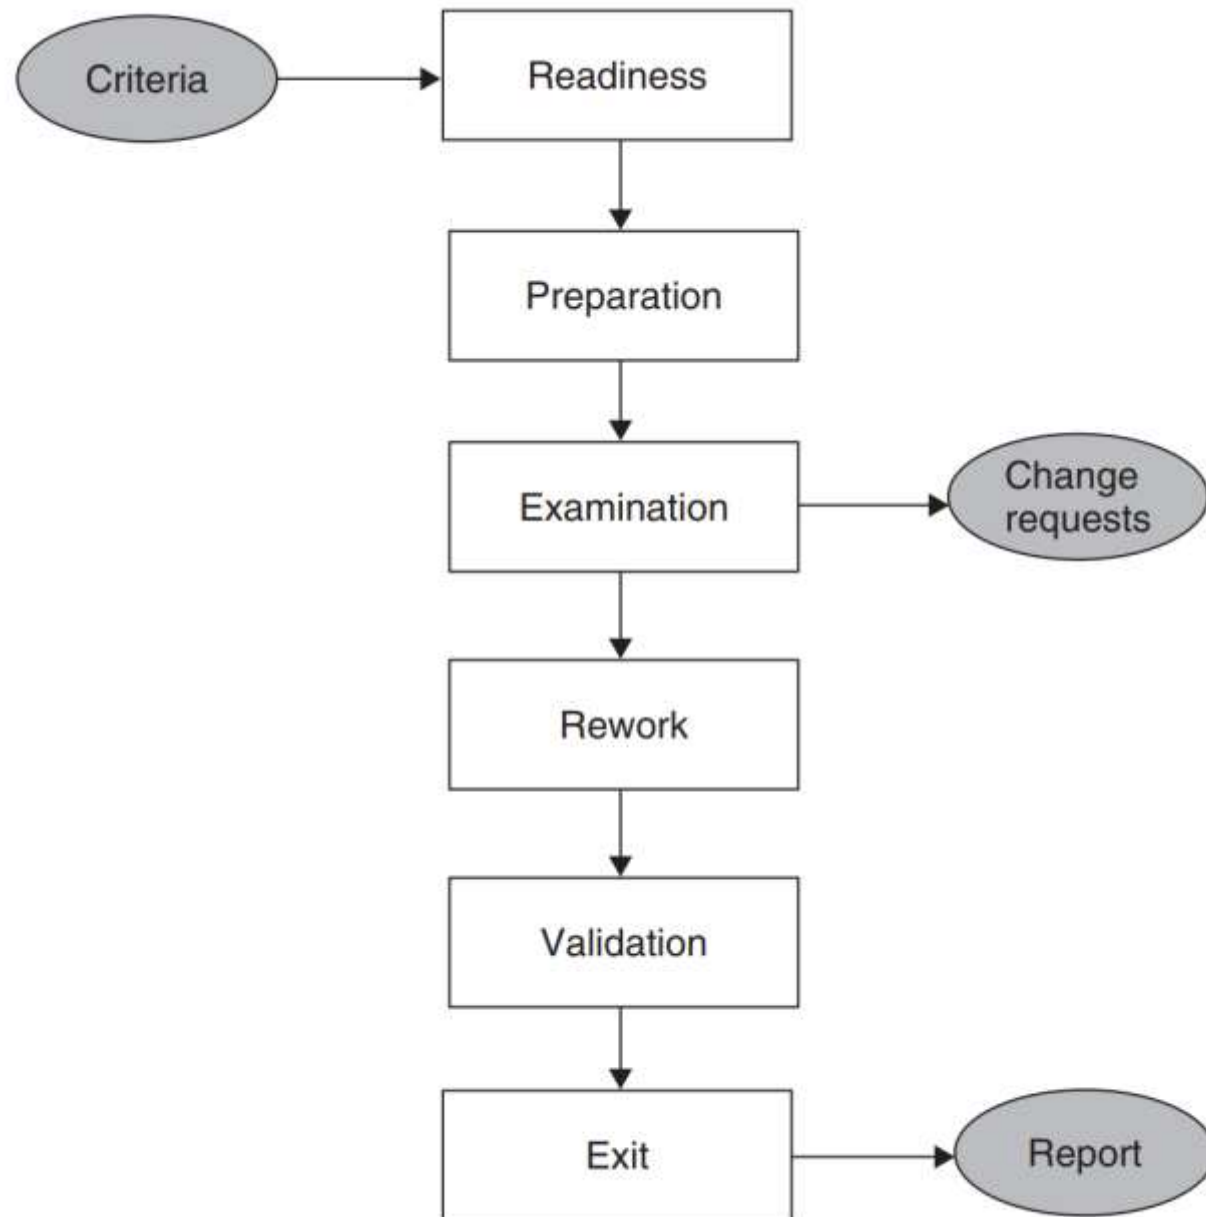 Criteria
Readiness
Preparation
Examination
Change
requests
Rework
Validation
Exit
Report